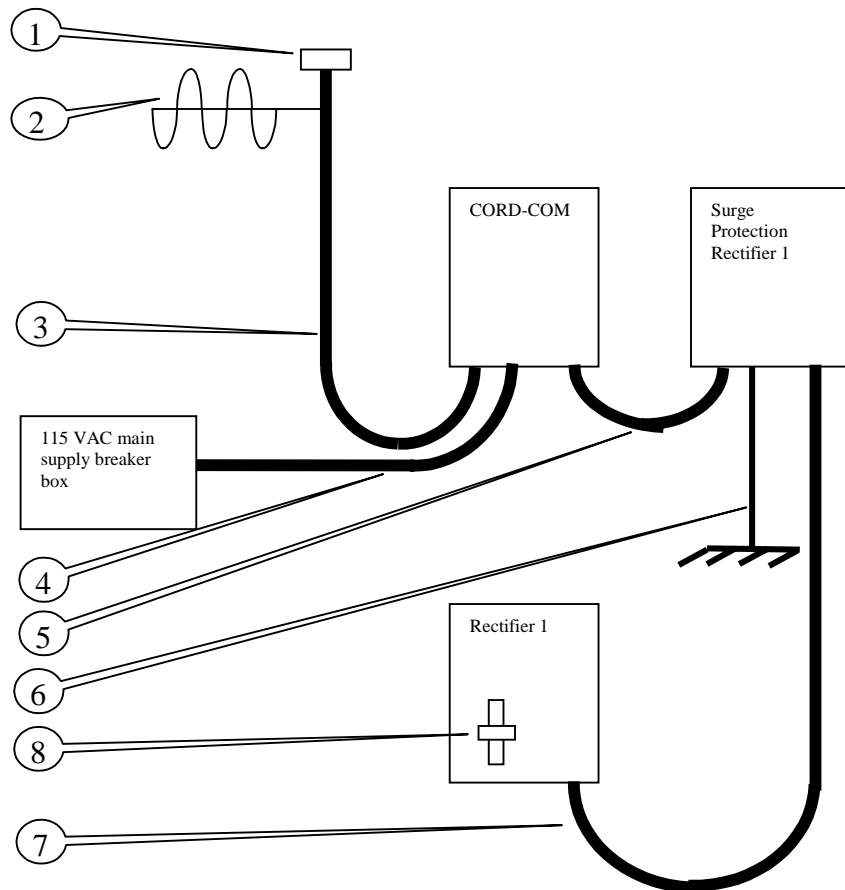 1
2
CORD-COM
Surge
Protection
Rectifier 1
3
115 VAC main
supply breaker
box
4
5
6
Rectifier 1
8
7